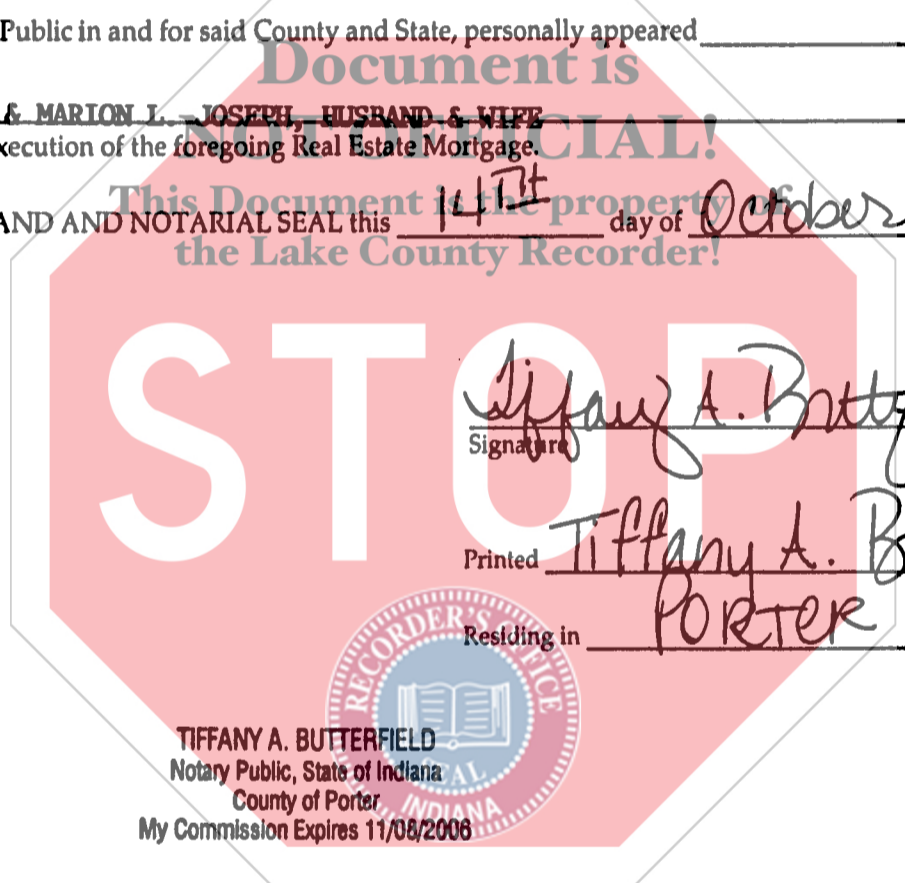 Public in and for said County and State, personally appeared
Document is
& MARION L. JOSEPH, HUSBAND & WIFE
NOT OFFICIAL!
xecution of the foregoing Real Estate Mortgage.
This Document is the property of
AND AND NOTARIAL SEAL this 14TH day of October
the Lake County Recorder!
STOP
Tiffany A. Butt
Signature
Printed Tiffany A. B
Residing in PORTER
RECORDER'S OFFICE
SEAL
INDIANA
TIFFANY A. BUTTERFIELD
Notary Public, State of Indiana
County of Porter
My Commission Expires 11/08/2006